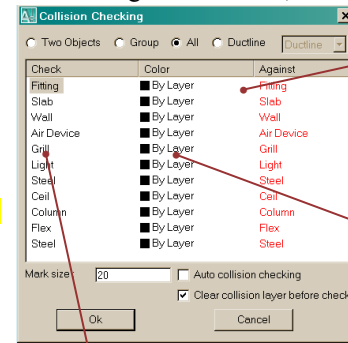 Collision Checking
Two Objects Group All Ductline Ductline
Check Color Against
Fitting By Layer Fitting
Slab By Layer Slab
Wall By Layer Wall
Air Device By Layer Air Device
Grill By Layer Grill
Light By Layer Light
Steel By Layer Steel
Ceil By Layer Ceil
Column By Layer Column
Flex By Layer Flex
Steel By Layer Steel
Mark size: 20 Auto collision checking
Clear collision layer before check
Ok Cancel